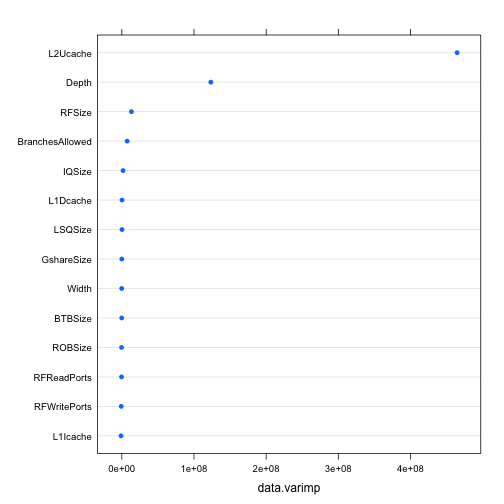 L2Ucache
Depth
RFSize
BranchesAllowed
IQSize
L1Dcache
LSQSize
GshareSize
Width
BTBSize
ROBSize
RFReadPorts
RFWritePorts
L1Icache
0e+00 1e+08 2e+08 3e+08 4e+08
data.varimp